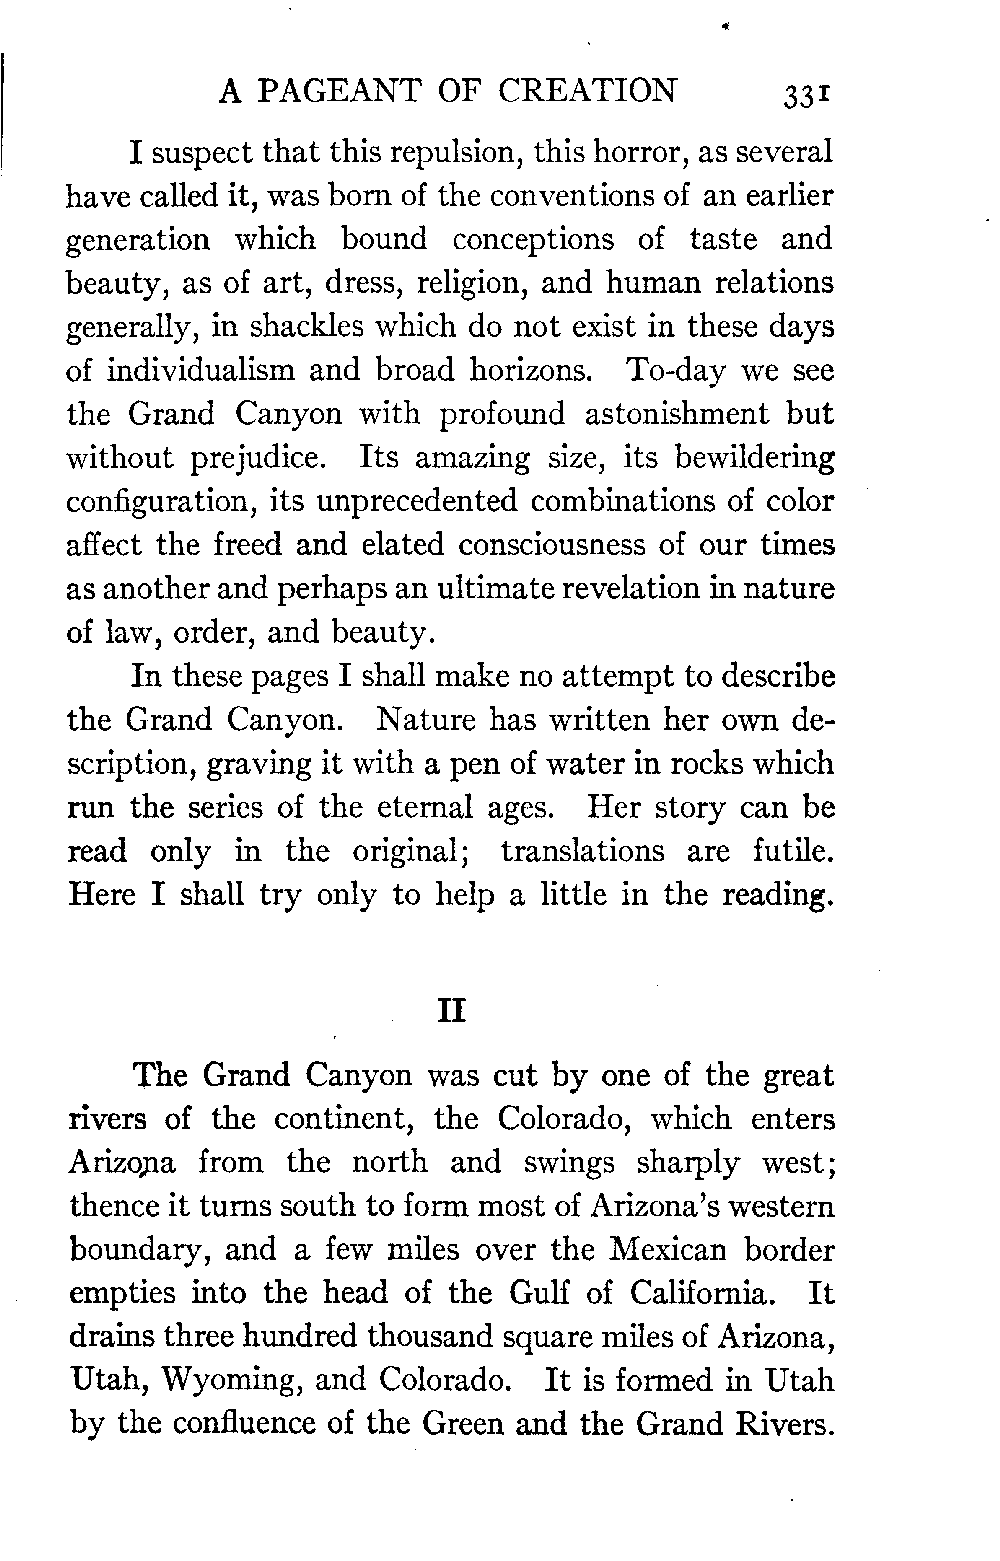 A PAGEANT OF CREATION 331
I suspect that this repulsion, this horror, as several
have called it, was born of the conventions of an earlier
generation which bound conceptions of taste and
beauty, as of art, dress, religion, and human relations
generally, in shackles which do not exist in these days
of individualism and broad horizons. To-day we see
the Grand Canyon with profound astonishment but
without prejudice. Its amazing size, its bewildering
configuration, its unprecedented combinations of color
affect the freed and elated consciousness of our times
as another and perhaps an ultimate revelation in nature
of law, order, and beauty.
In these pages I shall make no attempt to describe
the Grand Canyon. Nature has written her own de-
scription, graving it with a pen of water in rocks which
run the series of the eternal ages. Her story can be
read only in the original; translations are futile.
Here I shall try only to help a little in the reading.
II
The Grand Canyon was cut by one of the great
rivers of the continent, the Colorado, which enters
Arizona from the north and swings sharply west;
thence it turns south to form most of Arizona's western
boundary, and a few miles over the Mexican border
empties into the head of the Gulf of California. It
drains three hundred thousand square miles of Arizona,
Utah, Wyoming, and Colorado. It is formed in Utah
by the confluence of the Green and the Grand Rivers.